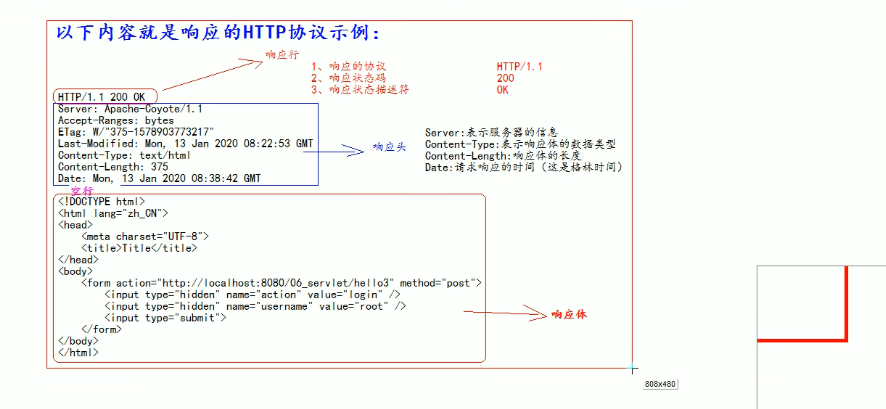 以下内容就是响应的HTTP协议示例：
响应行
1、响应的协议 HTTP/1.1
2、响应状态码 200
3、响应状态描述符 OK
HTTP/1.1 200 OK
Server: Apache-Coyote/1.1
Accept-Ranges: bytes
ETag: W/"375-1578903773217"
Last-Modified: Mon, 13 Jan 2020 08:22:53 GMT
Content-Type: text/html
Content-Length: 375
Date: Mon, 13 Jan 2020 08:38:42 GMT
响应头
Server:表示服务器的信息
Content-Type:表示响应体的数据类型
Content-Length:响应体的长度
Date:请求响应的时间（这是格林时间）
空行
<!DOCTYPE html>
<html lang="zh_CN">
<head>
    <meta charset="UTF-8">
    <title>Title</title>
</head>
<body>
    <form action="http://localhost:8080/06_servlet/hello3" method="post">
        <input type="hidden" name="action" value="login" />
        <input type="hidden" name="username" value="root" />
        <input type="submit">
    </form>
</body>
</html>
响应体
808x480